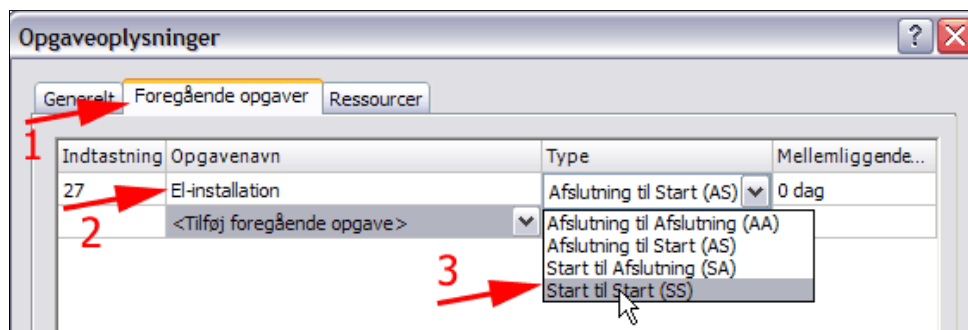 Opgaveoplysninger
?
Generelt Foregående opgaver Ressourcer
1
Indtastning Opgavenavn Type Mellemliggende...
27 El-installation Afslutning til Start (AS) 0 dag
2
<Tilføj foregående opgave>
Afslutning til Afslutning (AA)
Afslutning til Start (AS)
Start til Afslutning (SA)
3
Start til Start (SS)